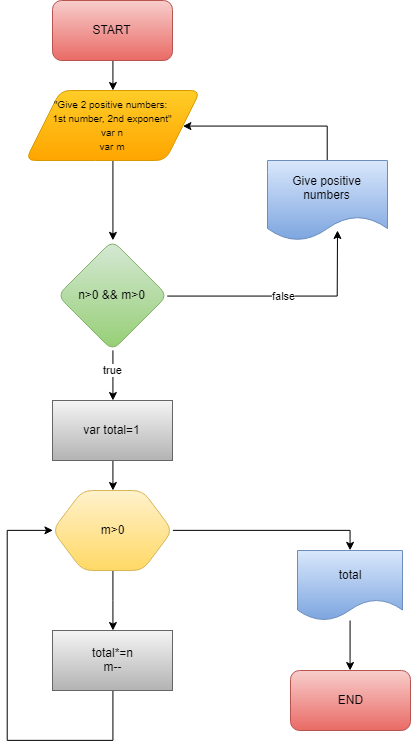 START
"Give 2 positive numbers:
1st number, 2nd exponent"
var n
var m
Give positive
numbers
n>0 && m>0
false
true
var total=1
m>0
total
total*=n
m--
END